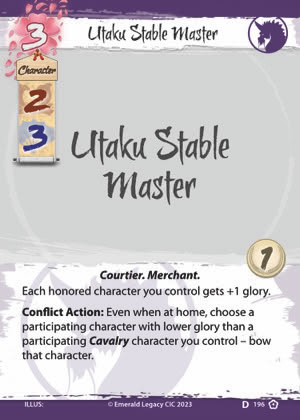 3
Utaku Stable Master
Character
2
3
Utaku Stable
Master
1
Courtier. Merchant.
Each honored character you control gets +1 glory.
Conflict Action: Even when at home, choose a
participating character with lower glory than a
participating Cavalry character you control – bow
that character.
ILLUS:
© Emerald Legacy CIC 2023
D 196